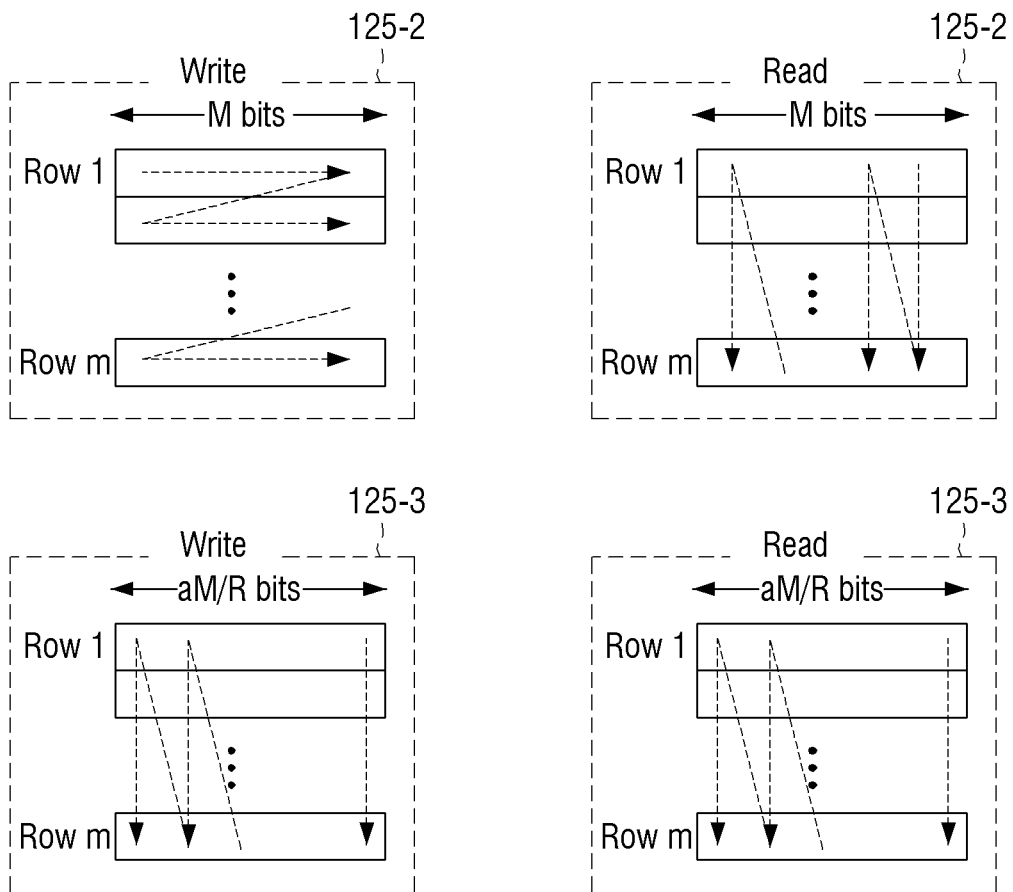 125-2
Write
M bits
Row 1
Row m
125-2
Read
M bits
Row 1
Row m
125-3
Write
aM/R bits
Row 1
Row m
125-3
Read
aM/R bits
Row 1
Row m